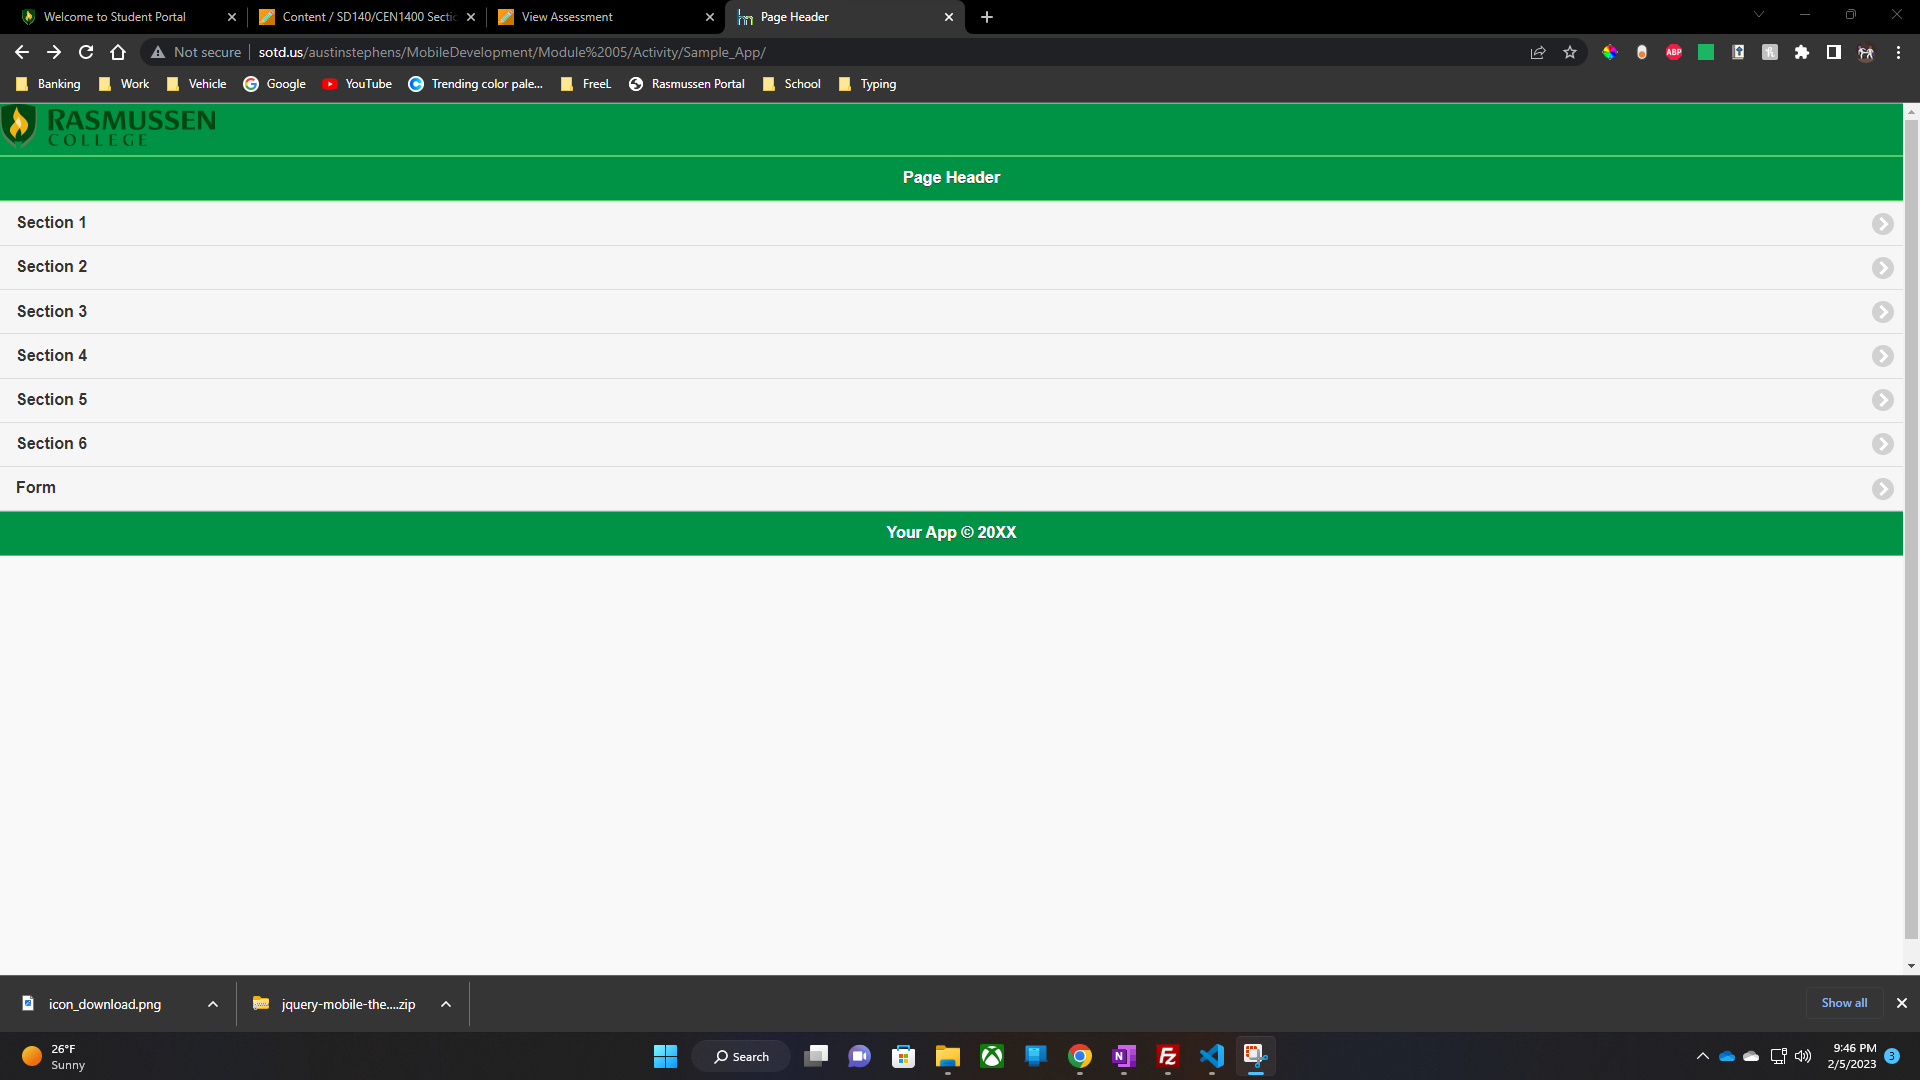 Welcome to Student Portal
Content / SD140/CEN1400 Sectio
View Assessment
Page Header
Not secure
sotd.us/austinstephens/MobileDevelopment/Module%2005/Activity/Sample_App/
ABP
Banking
Work
Vehicle
Google
YouTube
Trending color pale...
FreeL
Rasmussen Portal
School
Typing
RASMUSSEN
COLLEGE
Page Header
Section 1
Section 2
Section 3
Section 4
Section 5
Section 6
Form
Your App © 20XX
icon_download.png
jquery-mobile-the....zip
Show all
26°F
Sunny
Search
N
FZ
9:46 PM
2/5/2023
3